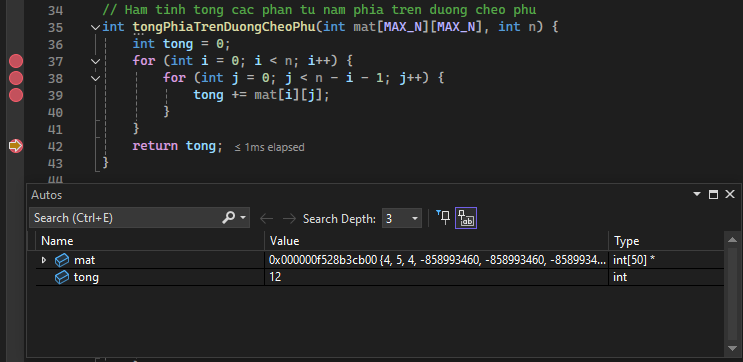 34 // Ham tinh tong cac phan tu nam phia tren duong cheo phu
35 int tongPhiaTrenDuongCheoPhu(int mat[MAX_N][MAX_N], int n) {
36 int tong = 0;
37 for (int i = 0; i < n; i++) {
38 for (int j = 0; j < n - i - 1; j++) {
39 tong += mat[i][j];
40 }
41 }
42 return tong; ≤ 1ms elapsed
43 }
44
Autos
Search (Ctrl+E) Search Depth: 3
Name Value Type
mat 0x000000f528b3cb00 {4, 5, 4, -858993460, -858993460, -8589934... int[50] *
tong 12 int